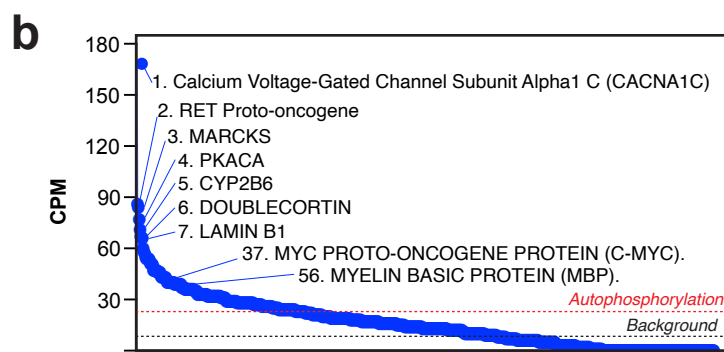 b
180
1. Calcium Voltage-Gated Channel Subunit Alpha1 C (CACNA1C)
150
2. RET Proto-oncogene
3. MARCKS
120
4. PKACA
5. CYP2B6
90
6. DOUBLECORTIN
7. LAMIN B1
60
37. MYC PROTO-ONCOGENE PROTEIN (C-MYC).
56. MYELIN BASIC PROTEIN (MBP).
30
Autophosphorylation
Background
CPM